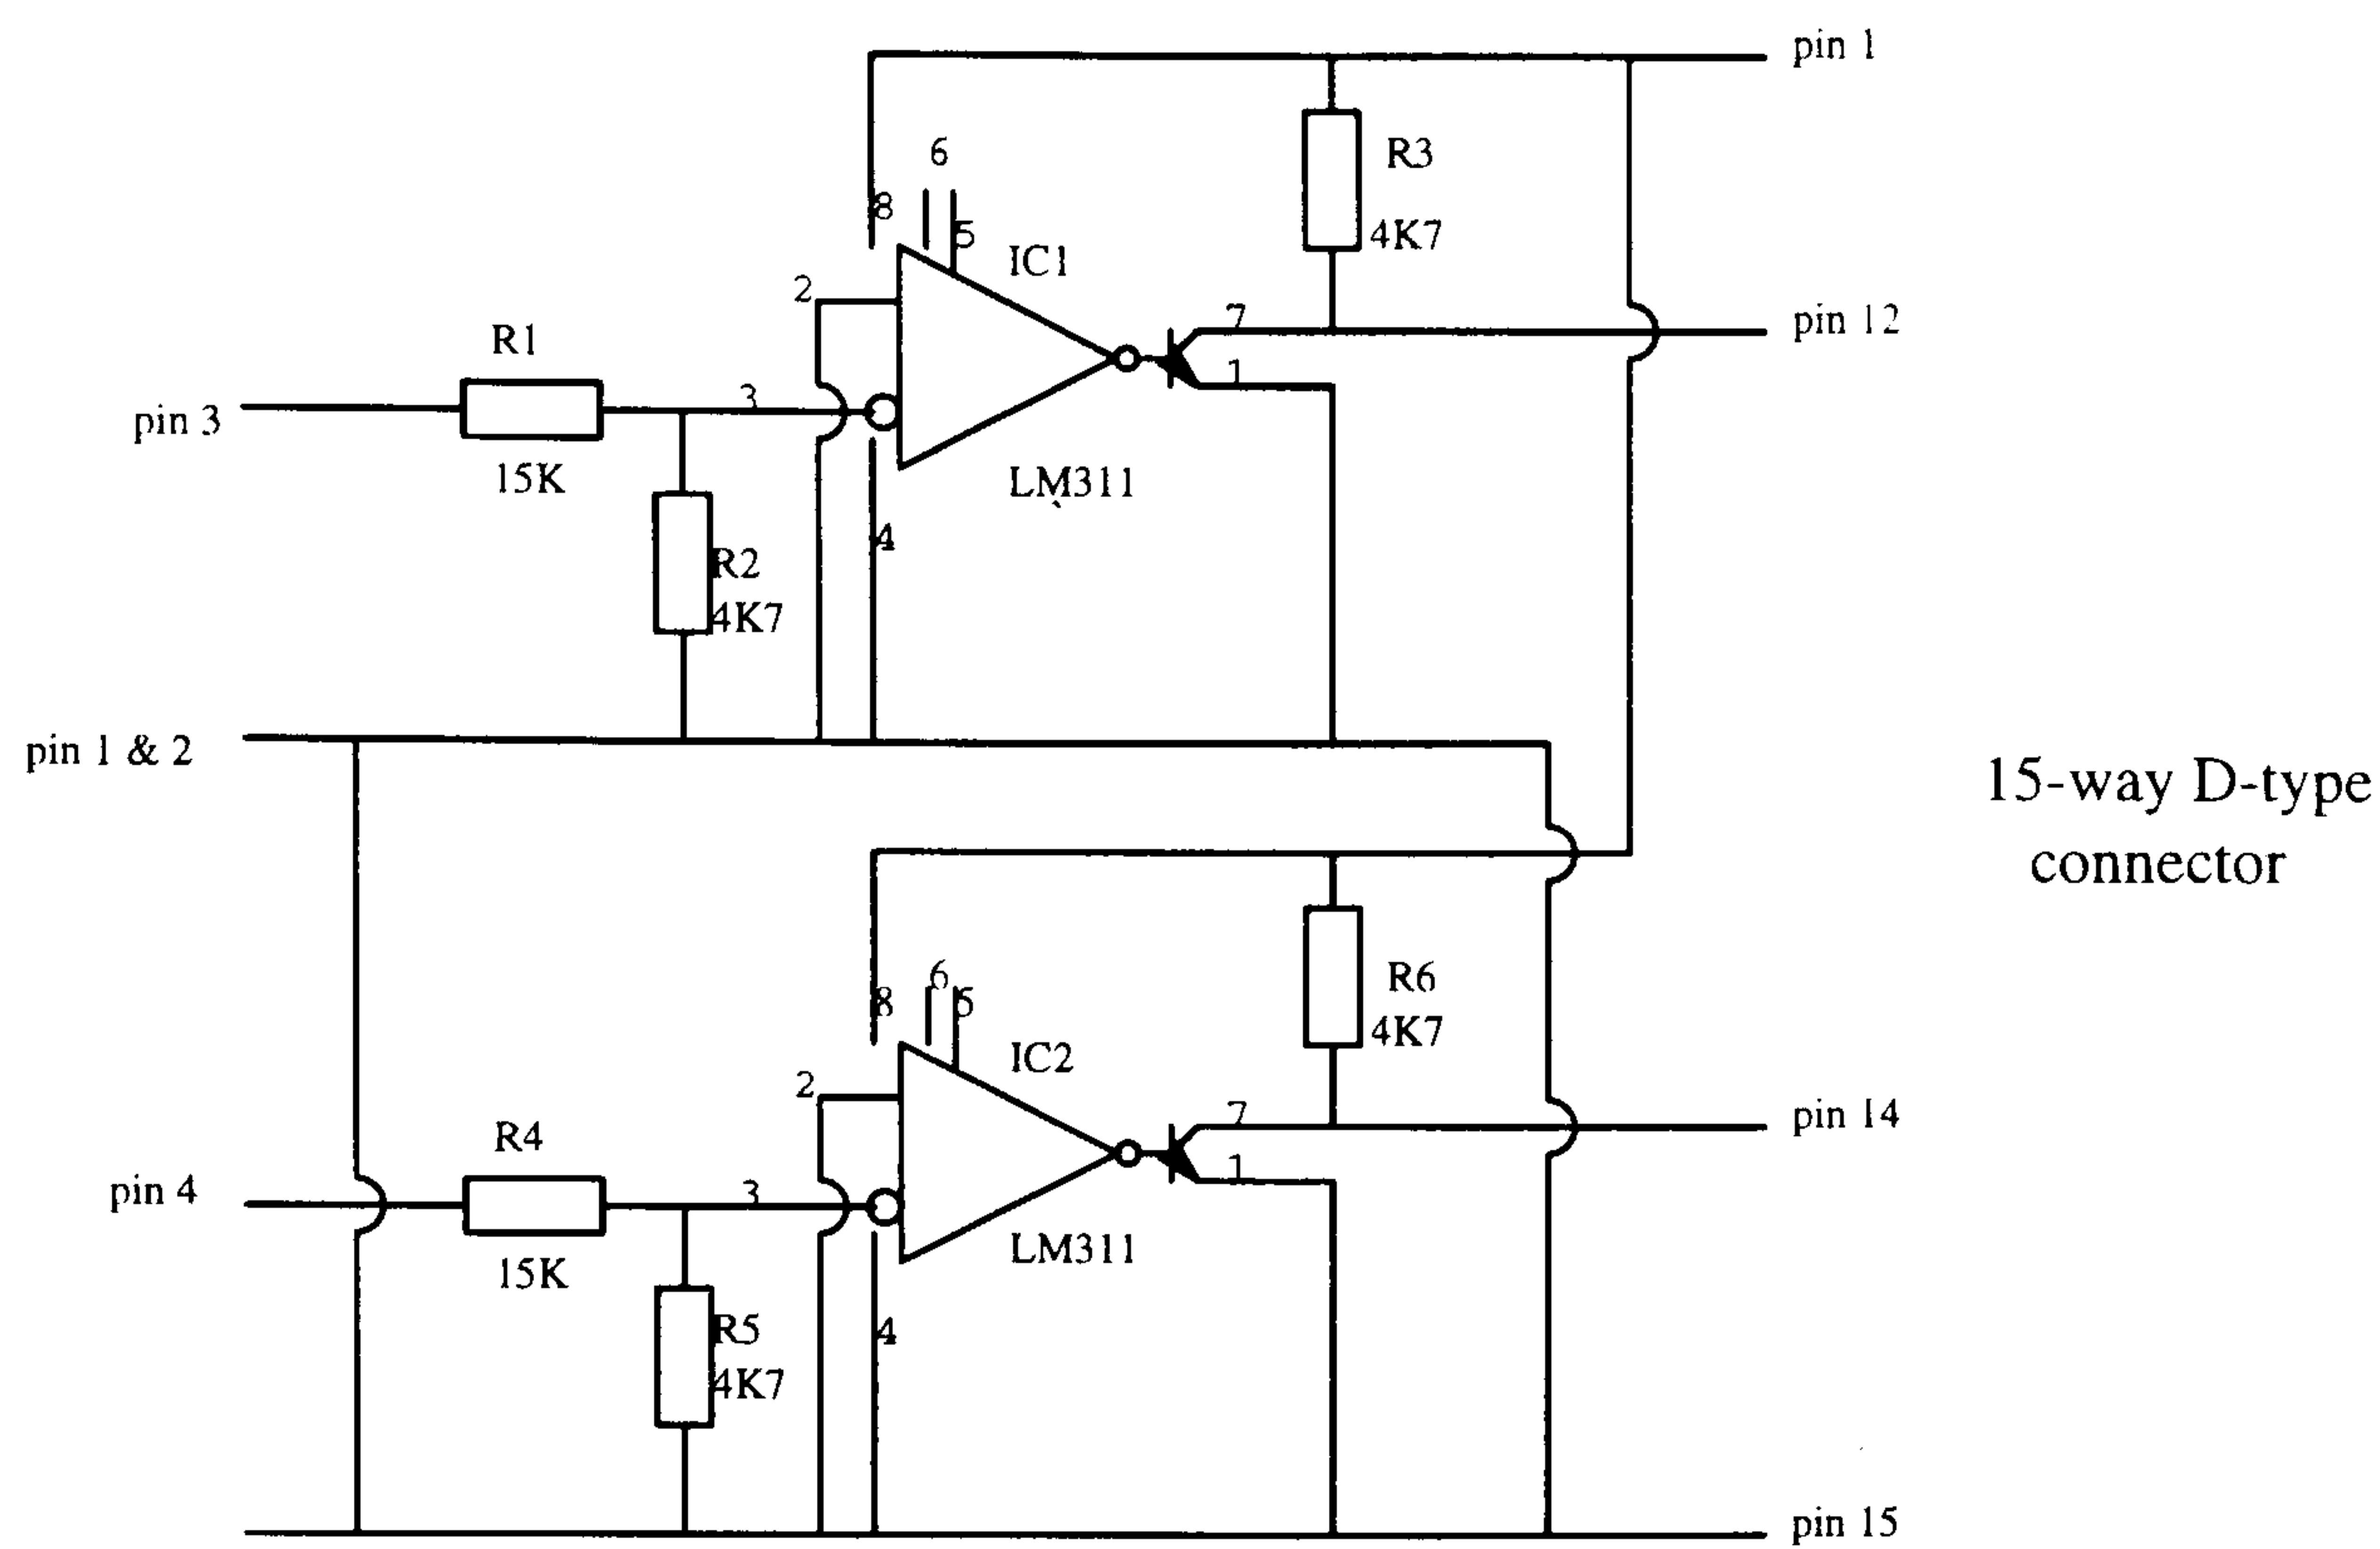 pin 1
6
R3
8
5
4K7
IC1
2
7
pin 12
R1
1
3
pin 3
15K
LM311
4
R2
4K7
pin 1 & 2
15-way D-type
connector
6
R6
8
5
4K7
IC2
2
7
pin 14
R4
1
3
pin 4
LM311
15K
R5
4
4K7
pin 15